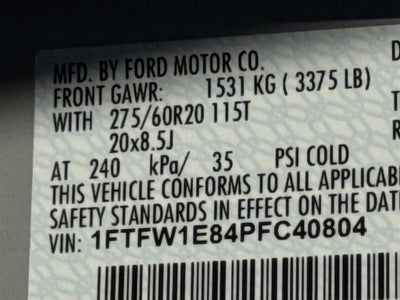 MFD. BY FORD MOTOR CO.
FRONT GAWR: 1531 KG ( 3375 LB)
WITH 275/60R20 115T
20x8.5J
AT 240 kPa/ 35 PSI COLD
THIS VEHICLE CONFORMS TO ALL APPLICAB
SAFETY STANDARDS IN EFFECT ON THE DAT
VIN: 1FTFW1E84PFC40804